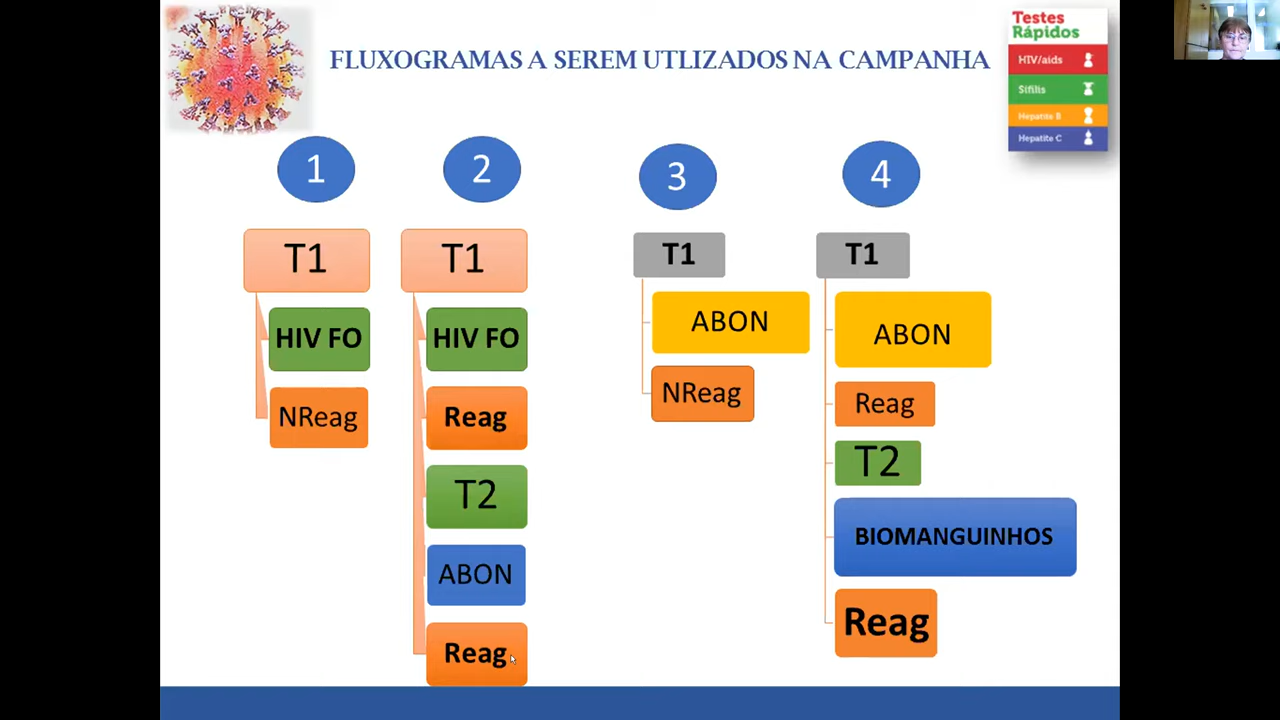 FLUXOGRAMAS A SEREM UTLIZADOS NA CAMPANHA
Testes
Rápidos
HIV/aids
Sífilis
Hepatite B
Hepatite C
1
T1
HIV FO
NReag
2
T1
HIV FO
Reag
T2
ABON
Reag
3
T1
ABON
NReag
4
T1
ABON
Reag
T2
BIOMANGUINHOS
Reag